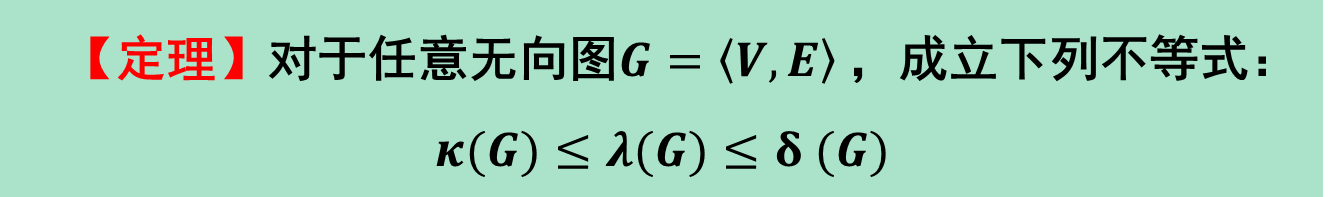 【定理】对于任意无向图G = ⟨V, E⟩，成立下列不等式：
κ(G) ≤ λ(G) ≤ δ (G)